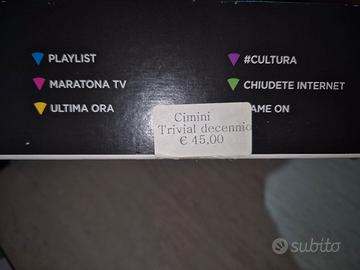 PLAYLIST
MARATONA TV
ULTIMA ORA
#CULTURA
CHIUDETE INTERNET
AME ON
Cimini
Trivial decennio
€ 45,00
subito